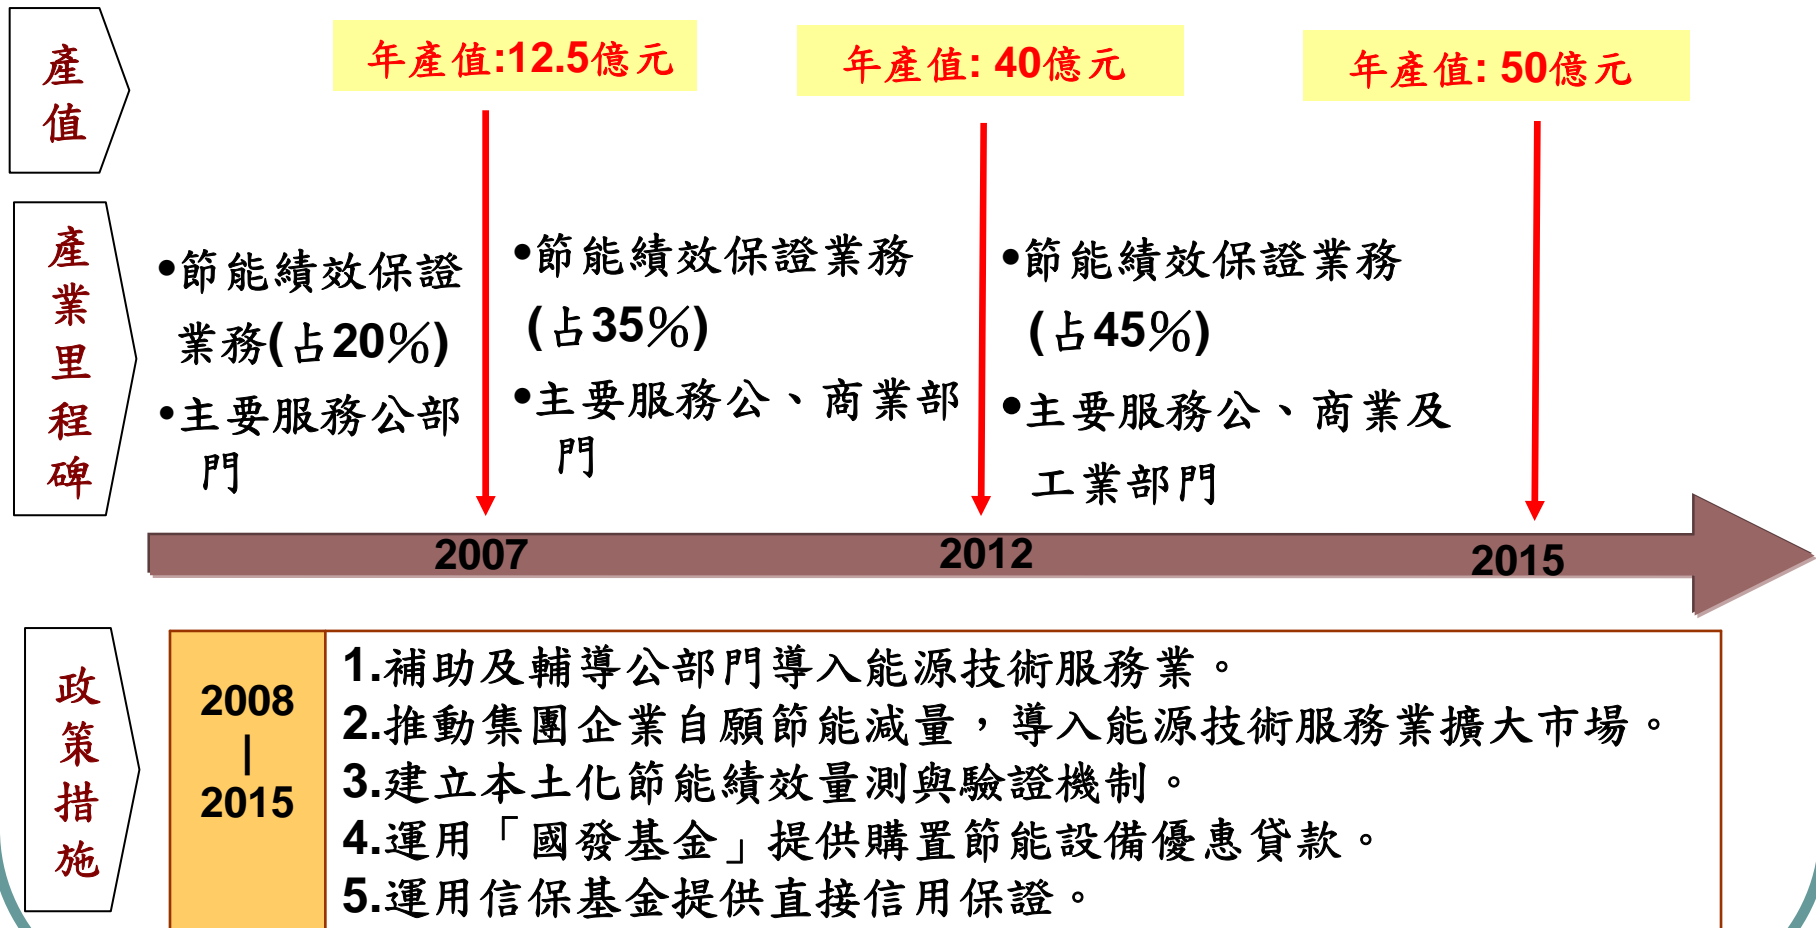 產值
年產值:12.5億元
年產值: 40億元
年產值: 50億元
產業里程碑
•節能績效保證
業務(占20%)
•主要服務公部
門
•節能績效保證業務
(占35%)
•主要服務公、商業部
門
•節能績效保證業務
(占45%)
•主要服務公、商業及
工業部門
2007
2012
2015
政策措施
2008
|
2015
1.補助及輔導公部門導入能源技術服務業。
2.推動集團企業自願節能減量，導入能源技術服務業擴大市場。
3.建立本土化節能績效量測與驗證機制。
4.運用「國發基金」提供購置節能設備優惠貸款。
5.運用信保基金提供直接信用保證。